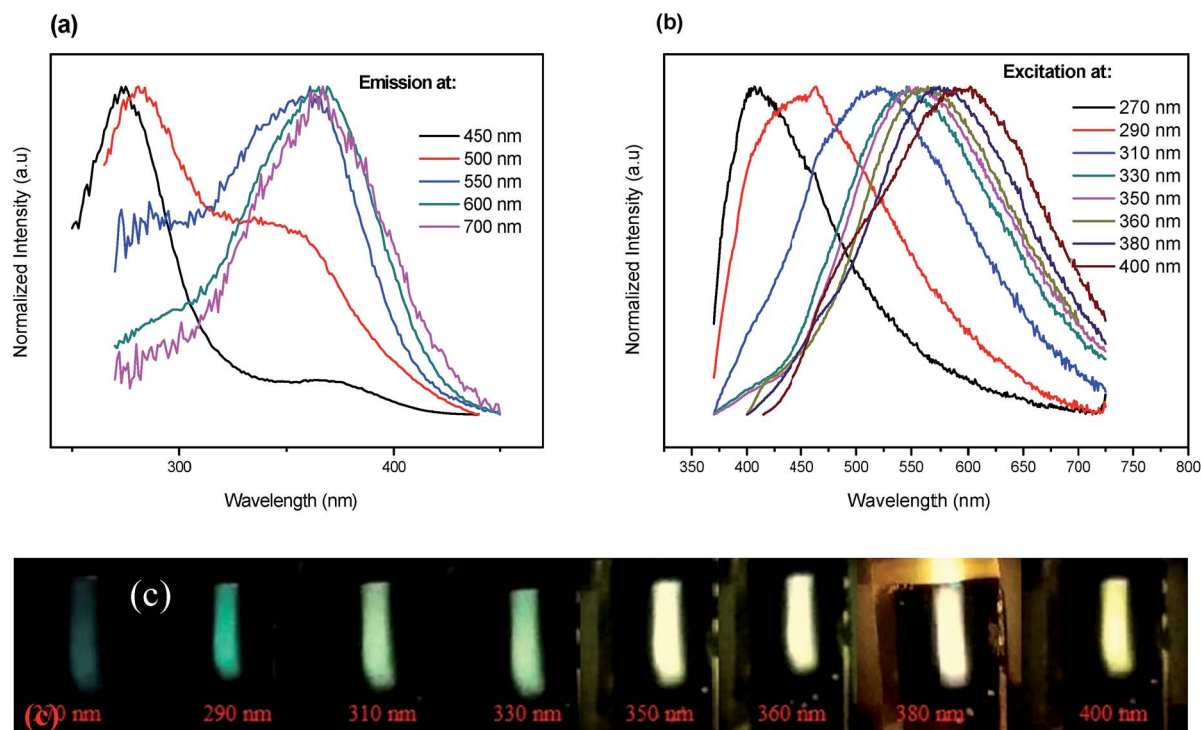 (a)
Emission at:
450 nm
500 nm
550 nm
600 nm
700 nm
Normalized Intensity (a.u)
300
400
Wavelength (nm)
(b)
Excitation at:
270 nm
290 nm
310 nm
330 nm
350 nm
360 nm
380 nm
400 nm
Normalized Intensity (a.u)
350 400 450 500 550 600 650 700 750 800
Wavelength (nm)
(c)
(c)
nm
290 nm
310 nm
330 nm
350 nm
360 nm
380 nm
400 nm